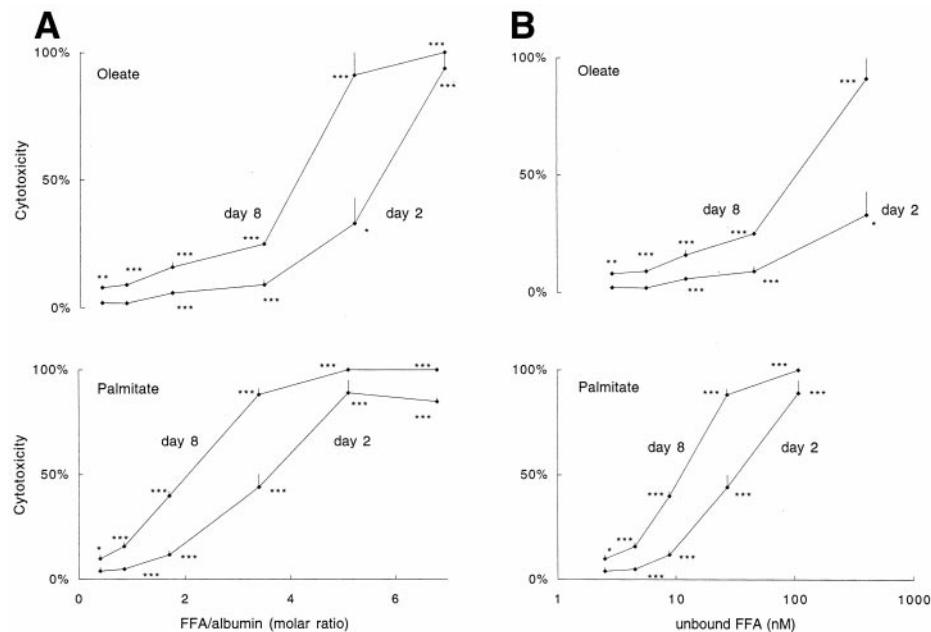 A
B
100%
Oleate
Cytotoxicity
50%
0%
day 8
day 2
** *** *** *** *** ***
*** *** * ***
100%
Oleate
50%
0%
day 8
day 2
** *** *** *** ***
*** *** *
100%
Palmitate
Cytotoxicity
50%
0%
day 8
day 2
* *** *** *** *** ***
*** *** *** *** ***
0 2 4 6
FFA/albumin (molar ratio)
100%
Palmitate
50%
0%
day 8
day 2
* *** *** *** ***
*** *** *** ***
1 10 100 1000
unbound FFA (nM)